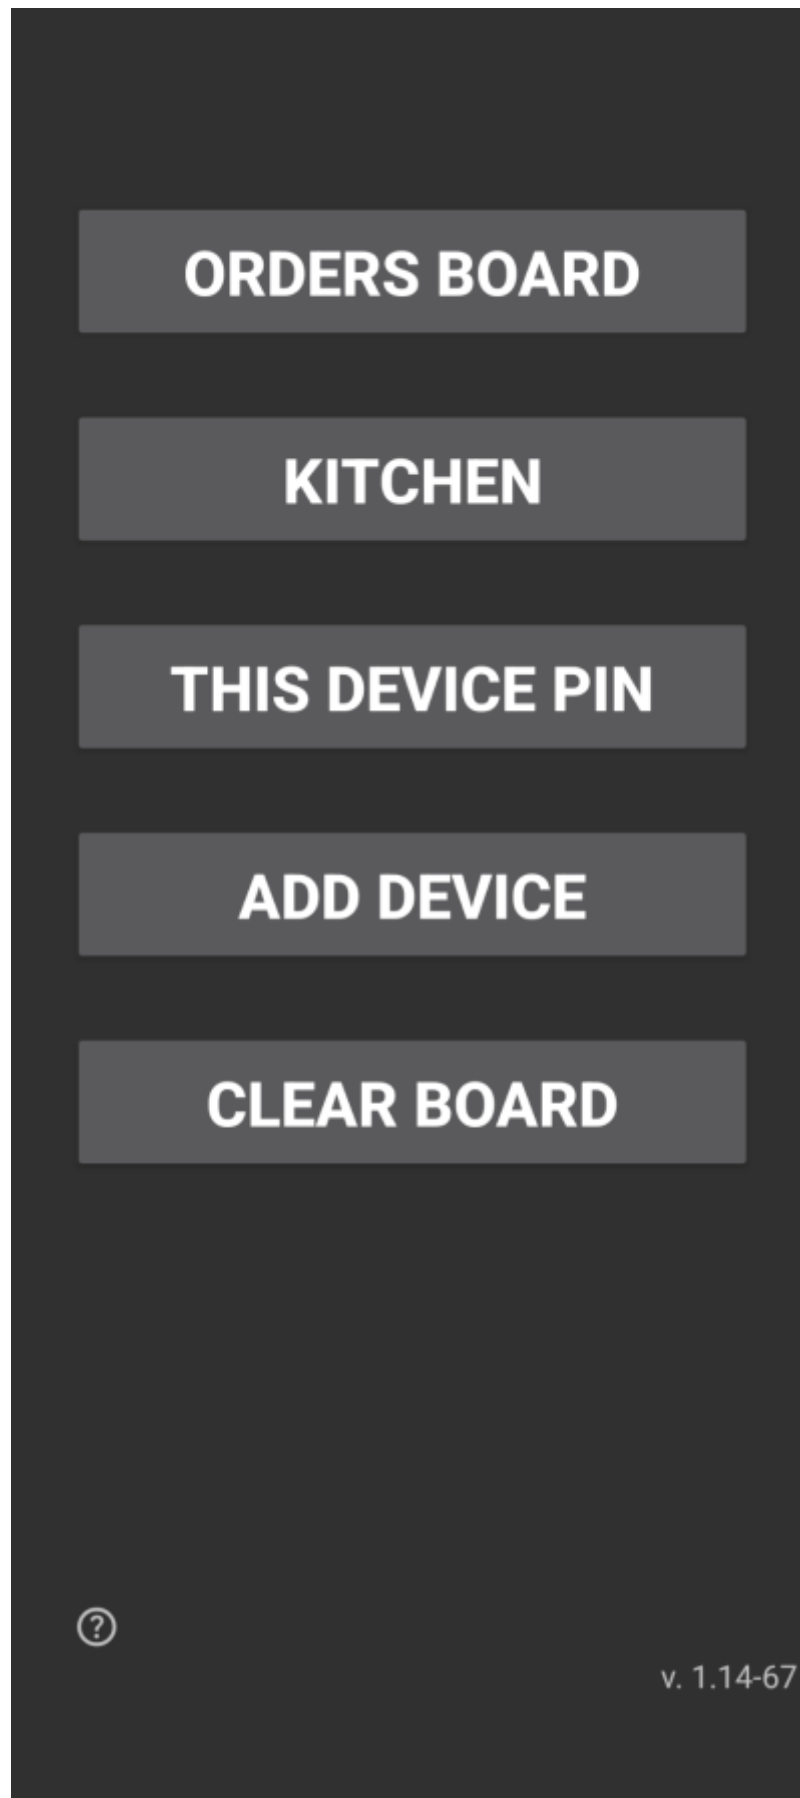 ORDERS BOARD
KITCHEN
THIS DEVICE PIN
ADD DEVICE
CLEAR BOARD
?
v. 1.14-67